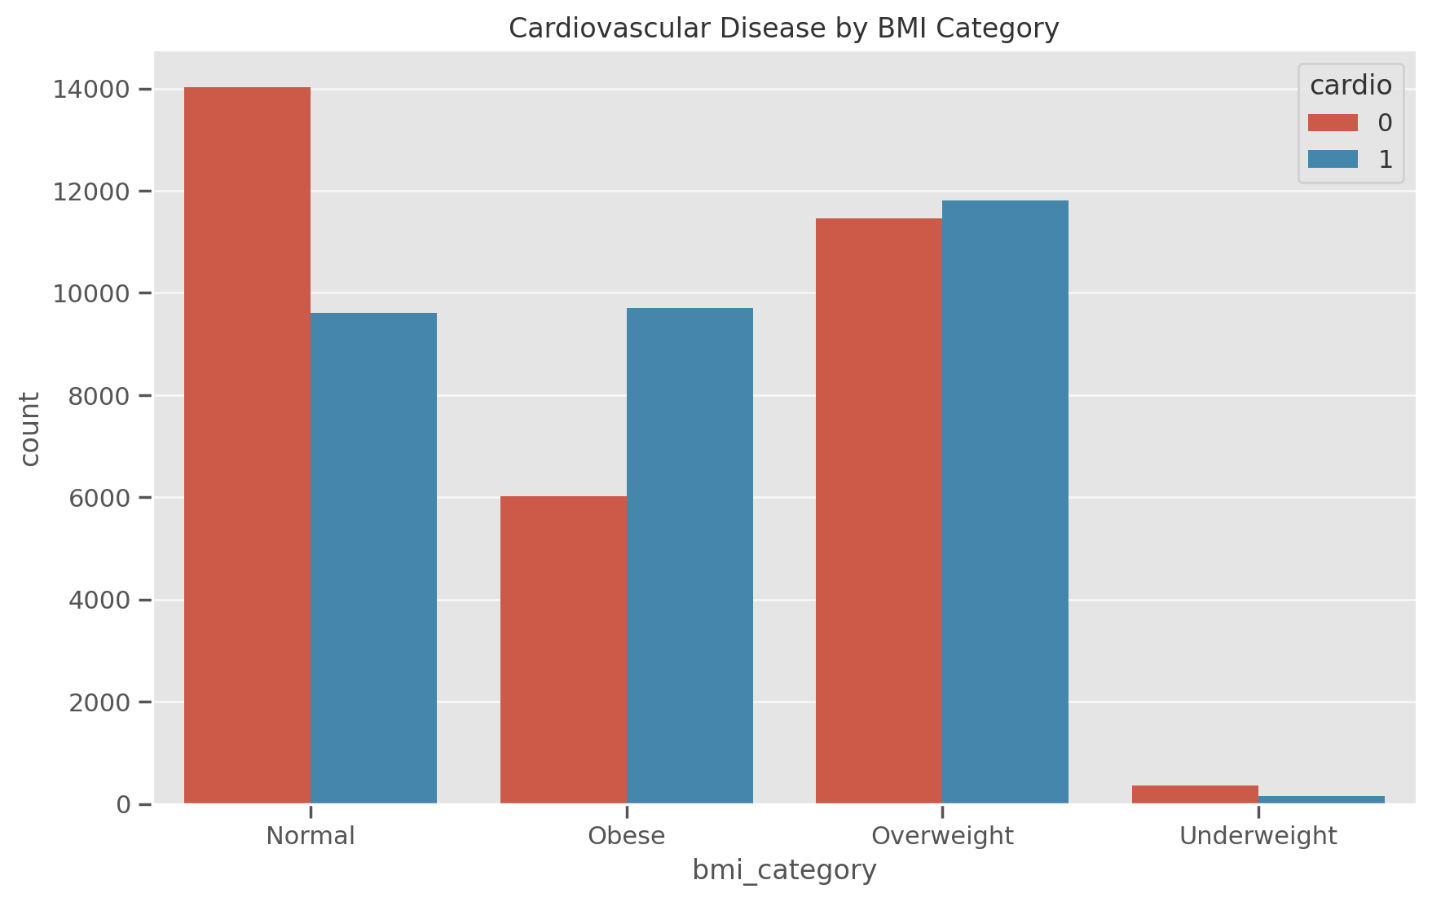 Cardiovascular Disease by BMI Category
cardio
0
1
14000
12000
10000
8000
6000
4000
2000
0
count
Normal Obese Overweight Underweight
bmi_category